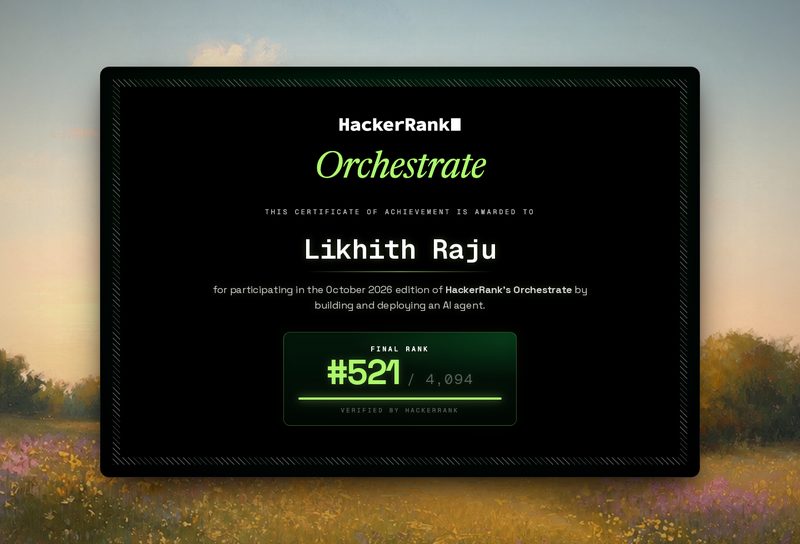 HackerRank
Orchestrate
THIS CERTIFICATE OF ACHIEVEMENT IS AWARDED TO
Likhith Raju
for participating in the October 2026 edition of HackerRank's Orchestrate by
building and deploying an AI agent.
FINAL RANK
#521 / 4,094
VERIFIED BY HACKERRANK